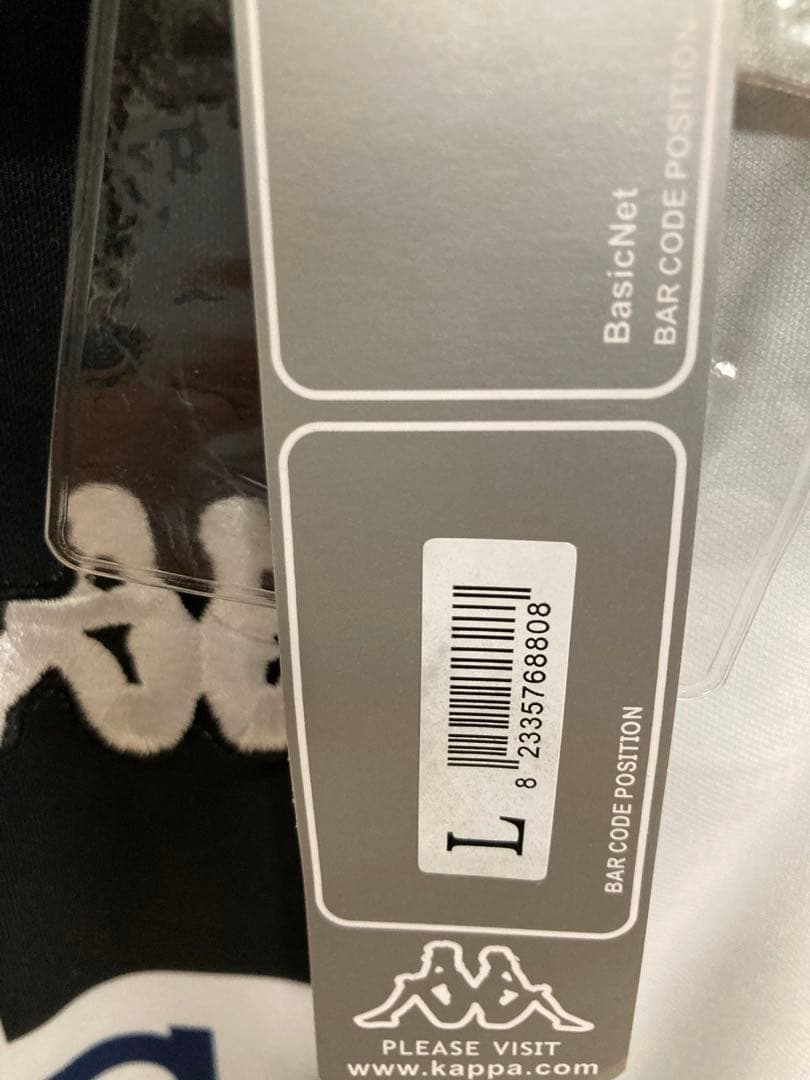 BasicNet
BAR CODE POSITION
L
8 2335768808
BAR CODE POSITION
PLEASE VISIT
www.kappa.com